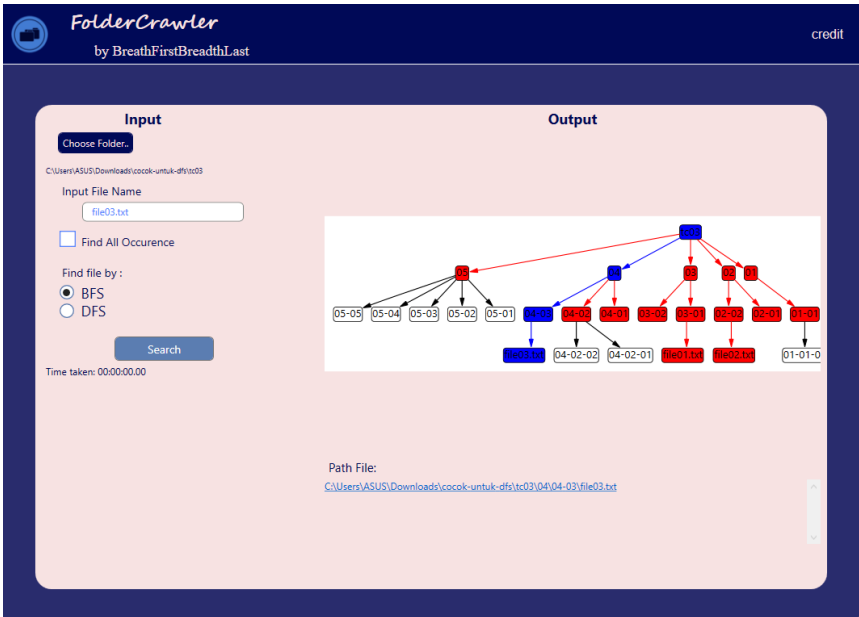 FolderCrawler
by BreathFirstBreadthLast
credit
Input
Choose Folder..
C:\Users\ASUS\Downloads\cocok-untuk-dfs\tc03
Input File Name
file03.txt
Find All Occurence
Find file by :
BFS
DFS
Search
Time taken: 00:00:00.00
Output
tc03
05 04 03 02 01
05-05 05-04 05-03 05-02 05-01 04-03 04-02 04-01 03-02 03-01 02-02 02-01 01-01
file03.txt 04-02-02 04-02-01 file01.txt file02.txt 01-01-0
Path File:
C:\Users\ASUS\Downloads\cocok-untuk-dfs\tc03\04\04-03\file03.txt